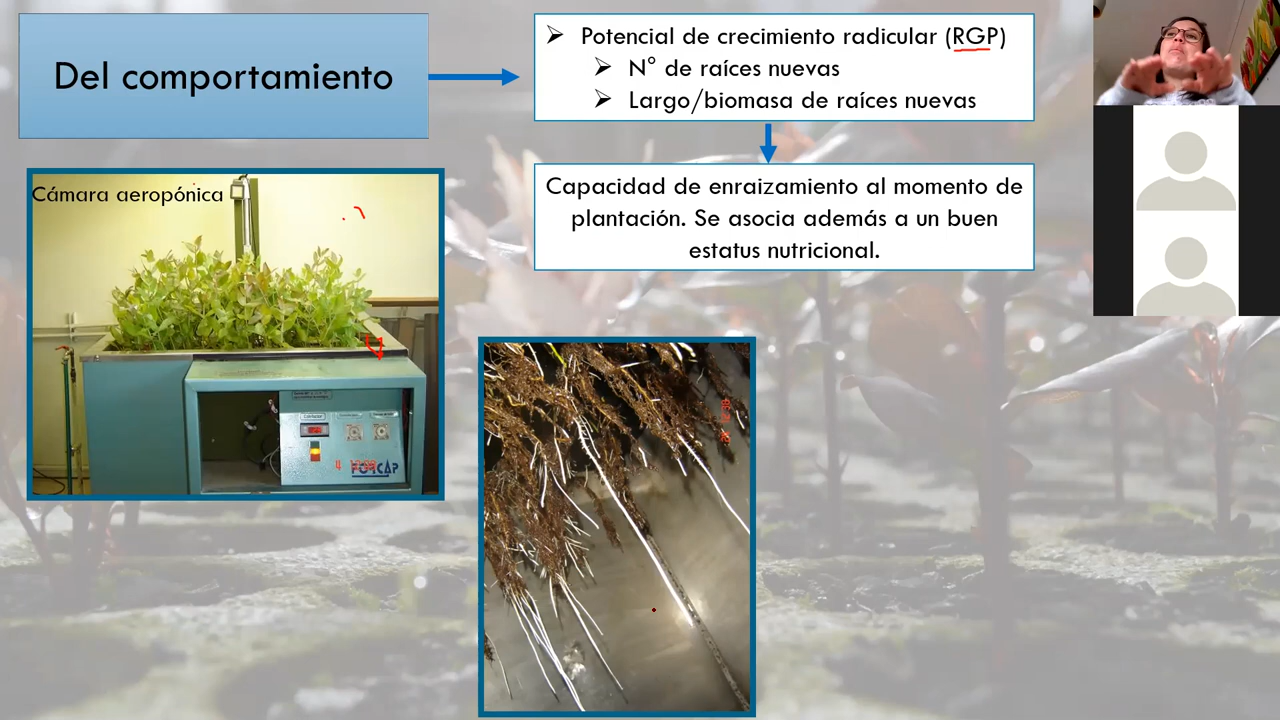 Del comportamiento
➤ Potencial de crecimiento radicular (RGP)
➤ N° de raíces nuevas
➤ Largo/biomasa de raíces nuevas
Capacidad de enraizamiento al momento de
plantación. Se asocia además a un buen
estatus nutricional.
Cámara aeropónica